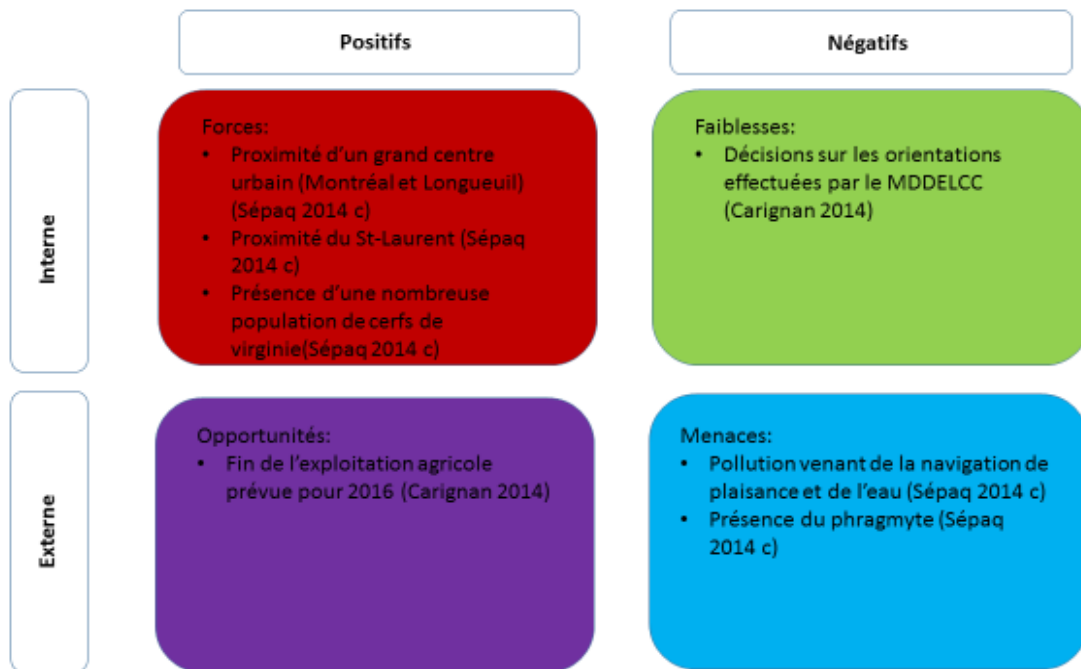 Positifs
Négatifs
Interne
Forces:
• Proximité d'un grand centre
urbain (Montréal et Longueuil)
(Sépaq 2014 c)
• Proximité du St-Laurent (Sépaq
2014 c)
• Présence d'une nombreuse
population de cerfs de
virginie(Sépaq 2014 c)
Faiblesses:
• Décisions sur les orientations
effectuées par le MDDELCC
(Carignan 2014)
Externe
Opportunités:
• Fin de l'exploitation agricole
prévue pour 2016 (Carignan 2014)
Menaces:
• Pollution venant de la navigation de
plaisance et de l'eau (Sépaq 2014 c)
• Présence du phragmyte (Sépaq
2014 c)